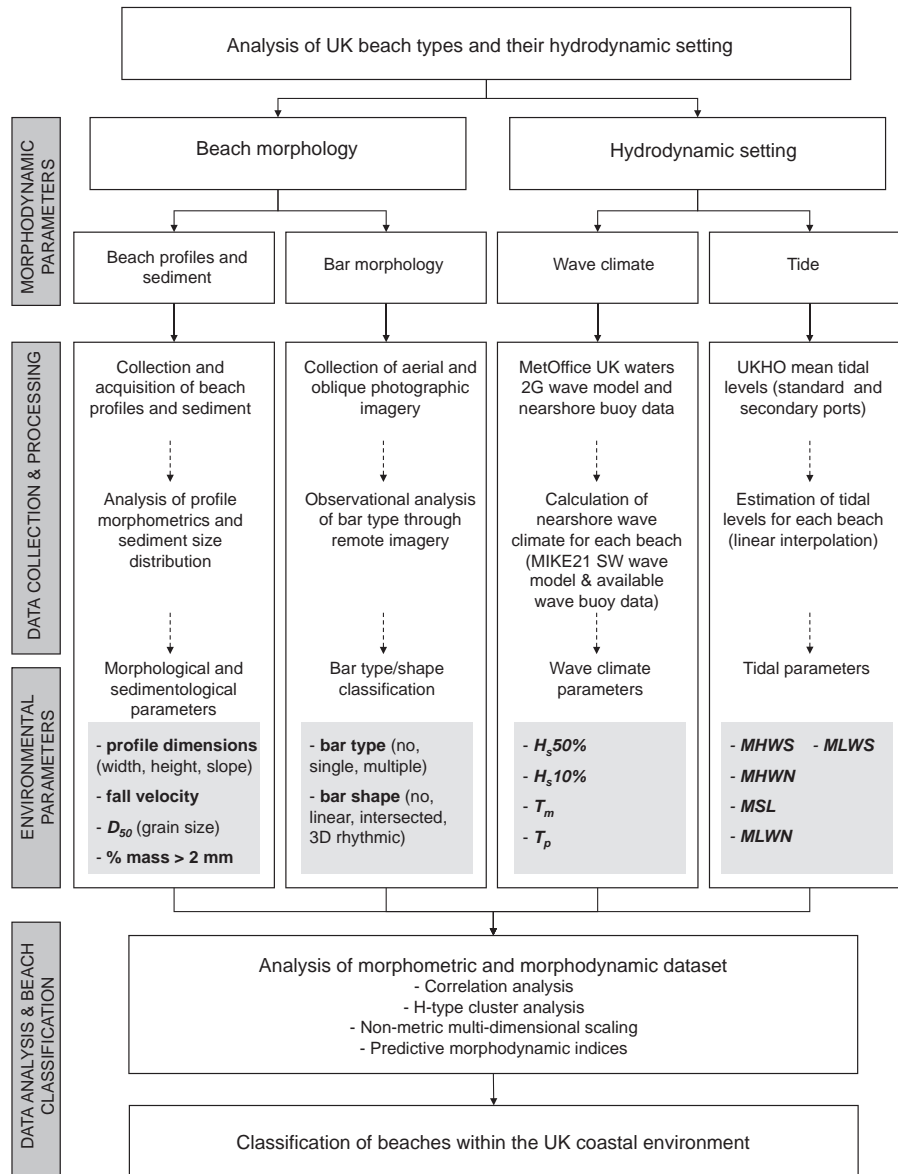 Analysis of UK beach types and their hydrodynamic setting
MORPHODYNAMIC
PARAMETERS
Beach morphology
Hydrodynamic setting
Beach profiles and
sediment
Bar morphology
Wave climate
Tide
DATA COLLECTION & PROCESSING
Collection and
acquisition of beach
profiles and sediment
Analysis of profile
morphometrics and
sediment size
distribution
Morphological and
sedimentological
parameters
Collection of aerial and
oblique photographic
imagery
Observational analysis
of bar type through
remote imagery
Bar type/shape
classification
MetOffice UK waters
2G wave model and
nearshore buoy data
Calculation of
nearshore wave
climate for each beach
(MIKE21 SW wave
model & available
wave buoy data)
Wave climate
parameters
UKHO mean tidal
levels (standard and
secondary ports)
Estimation of tidal
levels for each beach
(linear interpolation)
Tidal parameters
ENVIRONMENTAL
PARAMETERS
- profile dimensions
(width, height, slope)
- fall velocity
- D50 (grain size)
- % mass > 2 mm
- bar type (no,
single, multiple)
- bar shape (no,
linear, intersected,
3D rhythmic)
- Hs50%
- Hs10%
- Tm
- Tp
- MHWS - MLWS
- MHWN
- MSL
- MLWN
DATA ANALYSIS & BEACH
CLASSIFICATION
Analysis of morphometric and morphodynamic dataset
- Correlation analysis
- H-type cluster analysis
- Non-metric multi-dimensional scaling
- Predictive morphodynamic indices
Classification of beaches within the UK coastal environment